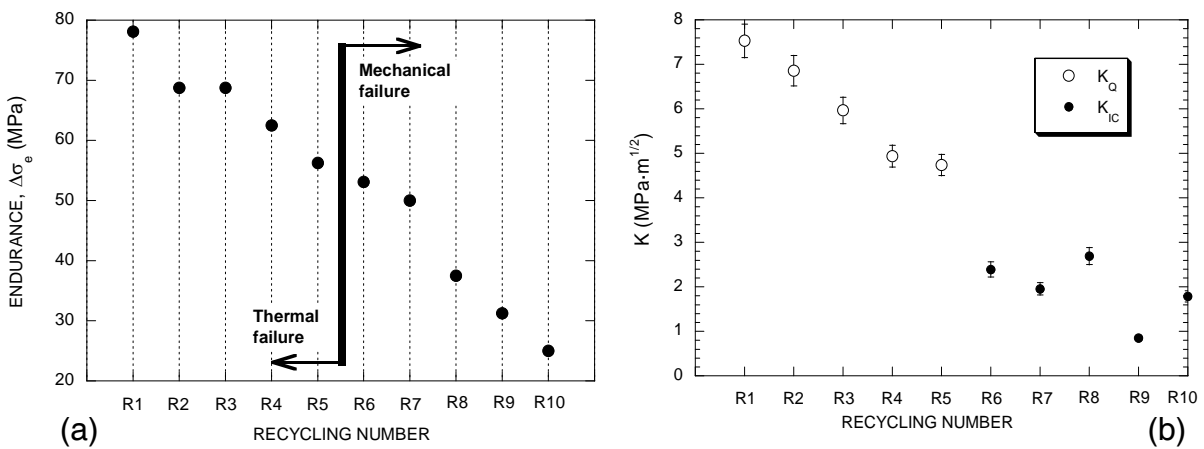 80
70
60
50
40
30
20
ENDURANCE, Δσe (MPa)
Mechanical
failure
Thermal
failure
R1 R2 R3 R4 R5 R6 R7 R8 R9 R10
RECYCLING NUMBER
(a)
8
7
6
5
4
3
2
1
0
K (MPa·m1/2)
KQ
KIC
R1 R2 R3 R4 R5 R6 R7 R8 R9 R10
RECYCLING NUMBER
(b)